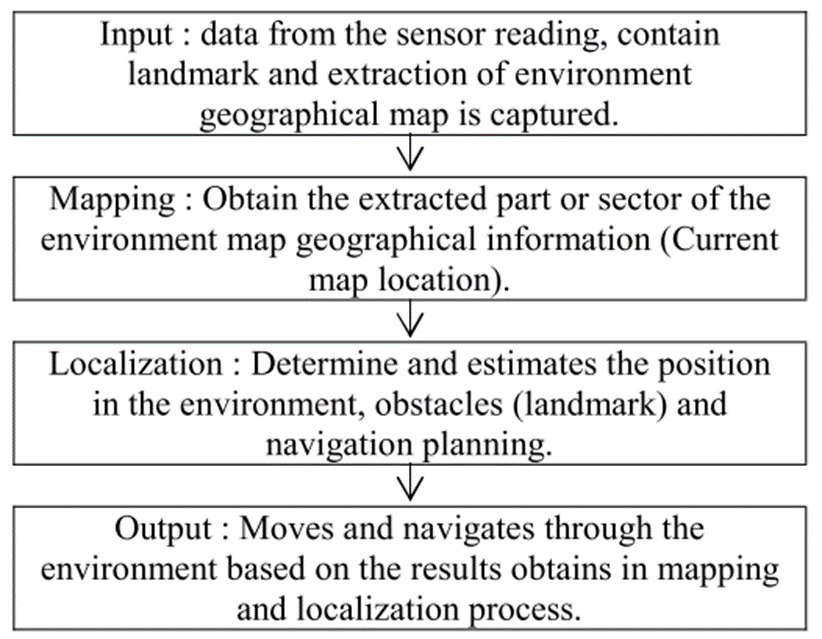 Input : data from the sensor reading, contain
landmark and extraction of environment
geographical map is captured.
Mapping : Obtain the extracted part or sector of the
environment map geographical information (Current
map location).
Localization : Determine and estimates the position
in the environment, obstacles (landmark) and
navigation planning.
Output : Moves and navigates through the
environment based on the results obtains in mapping
and localization process.